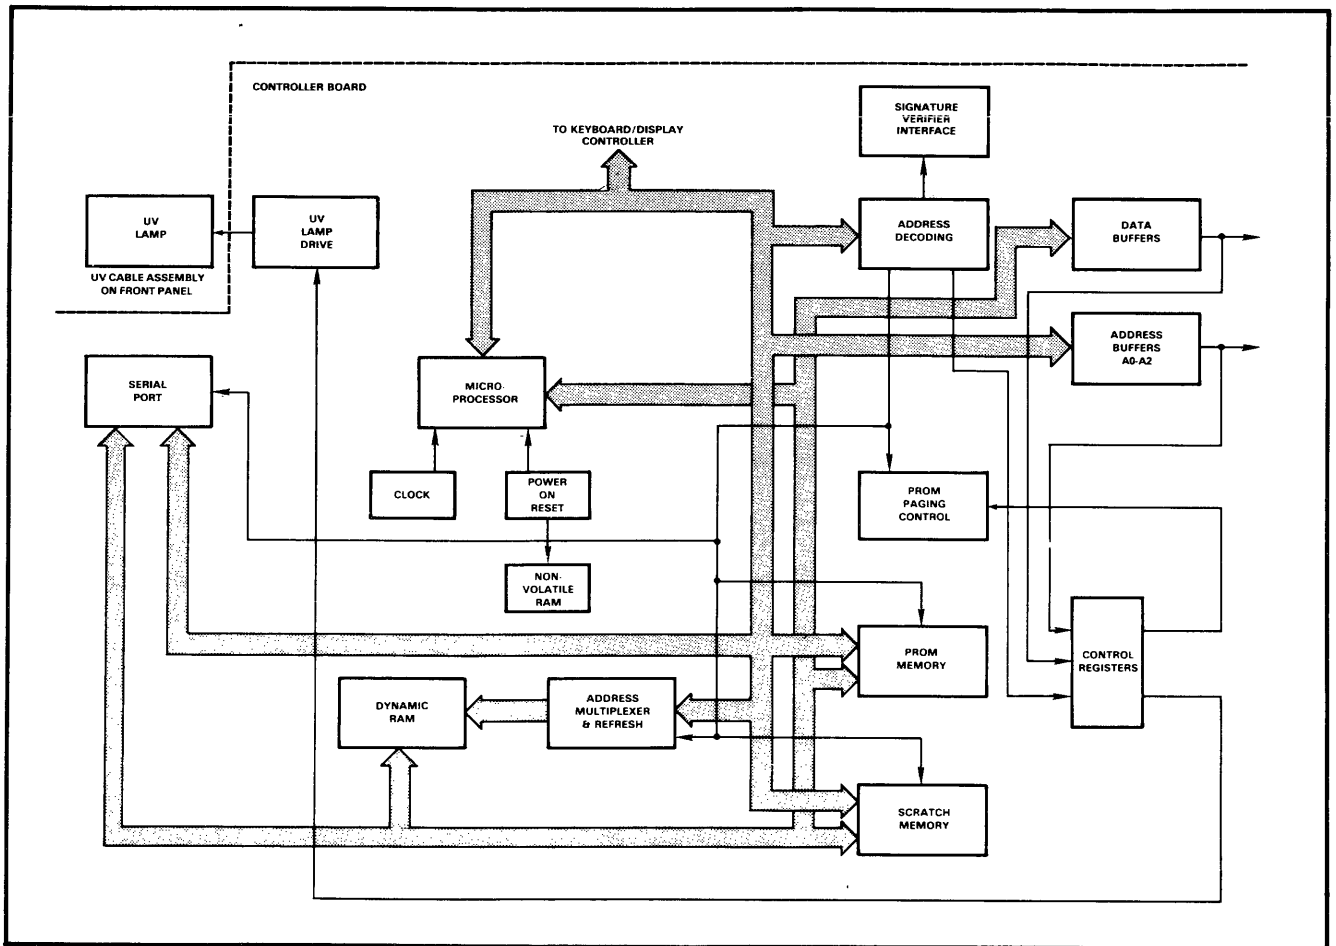 CONTROLLER BOARD
SIGNATURE
VERIFIER
INTERFACE
TO KEYBOARD/DISPLAY
CONTROLLER
UV
LAMP
UV
LAMP
DRIVE
ADDRESS
DECODING
DATA
BUFFERS
UV CABLE ASSEMBLY
ON FRONT PANEL
ADDRESS
BUFFERS
A0-A2
SERIAL
PORT
MICRO-
PROCESSOR
CLOCK
POWER
ON
RESET
PROM
PAGING
CONTROL
NON-
VOLATILE
RAM
PROM
MEMORY
CONTROL
REGISTERS
DYNAMIC
RAM
ADDRESS
MULTIPLEXER
& REFRESH
SCRATCH
MEMORY